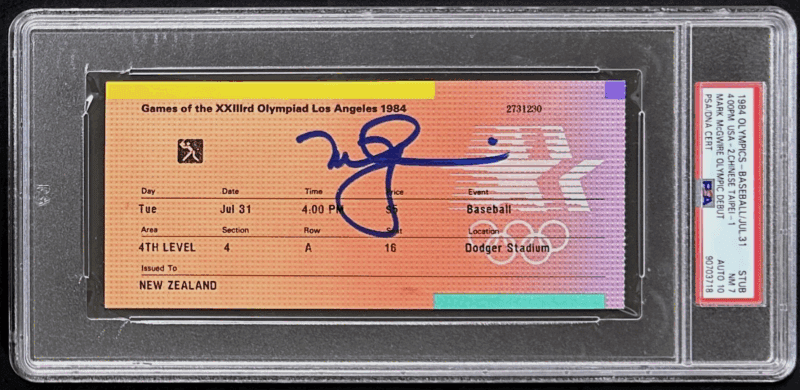 Games of the XXIIIrd Olympiad Los Angeles 1984 2731230
Day Date Time Price Event
Tue Jul 31 4:00 PM $5 Baseball
Area Section Row Seat Location
4TH LEVEL 4 A 16 Dodger Stadium
Issued To
NEW ZEALAND
1984 OLYMPICS-BASEBALL/JUL 31 STUB
4:00PM USA - 2,CHINESE TAIPEI - 1 NM 7
MARK McGWIRE OLYMPIC DEBUT AUTO 10
PSA/DNA CERT 90703718
PSA